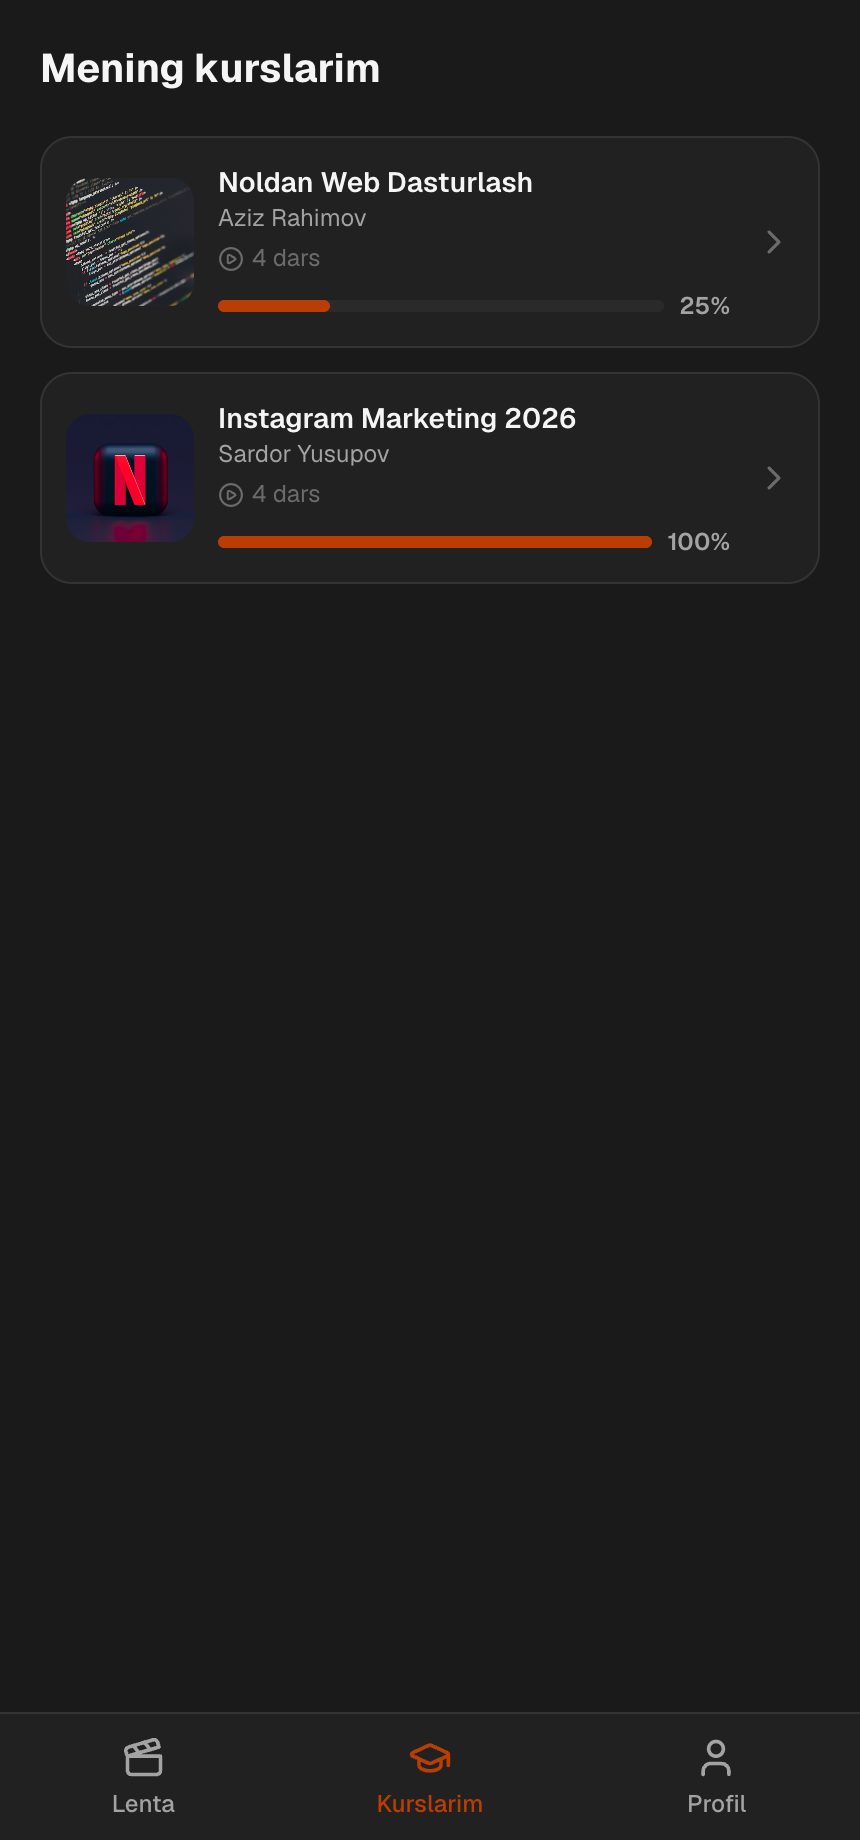 Mening kurslarim
Noldan Web Dasturlash
Aziz Rahimov
4 dars
25%
N
Instagram Marketing 2026
Sardor Yusupov
4 dars
100%
Lenta
Kurslarim
Profil